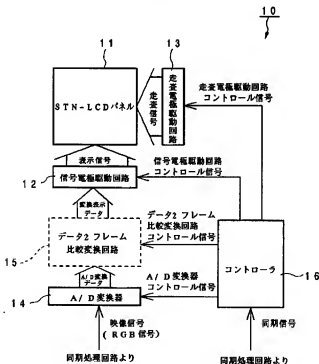 10
11
13
STN-LCDパネル
走査信号
走査電極駆動回路
走査電極駆動回路
コントロール信号
表示信号
信号電極駆動回路
コントロール信号
12
信号電極駆動回路
変換表示
データ
データ2 フレーム
比較変換回路
コントロール信号
データ2 フレーム
比較変換回路
15
コントローラ
16
A/D変換
データ
A/D変換器
コントロール信号
14
A/D変換器
映像信号
(RGB信号)
同期信号
同期処理回路より
同期処理回路より